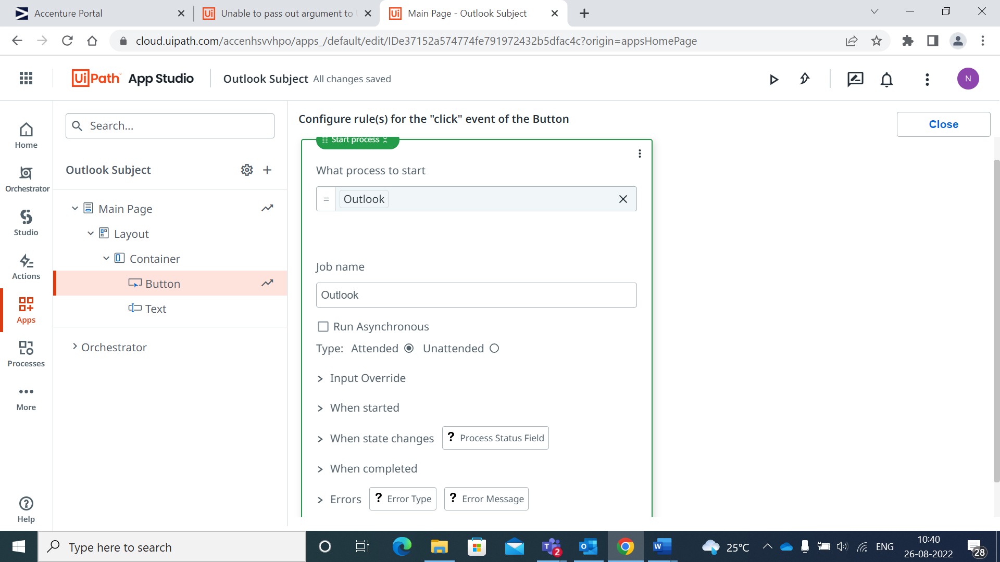 Accenture Portal
Unable to pass out argument to
Main Page - Outlook Subject
cloud.uipath.com/accenhsvvhpo/apps_/default/edit/IDe37152a574774fe791972432b5dfac4c?origin=appsHomePage
UiPath App Studio
Outlook Subject All changes saved
N
Home
Orchestrator
Studio
Actions
Apps
Processes
More
Help
Search...
Outlook Subject
Main Page
Layout
Container
Button
Text
Orchestrator
Configure rule(s) for the "click" event of the Button
Close
Start process
What process to start
= Outlook
Job name
Outlook
Run Asynchronous
Type: Attended Unattended
Input Override
When started
When state changes ? Process Status Field
When completed
Errors ? Error Type ? Error Message
Type here to search
2
25°C
ENG
10:40
26-08-2022
28